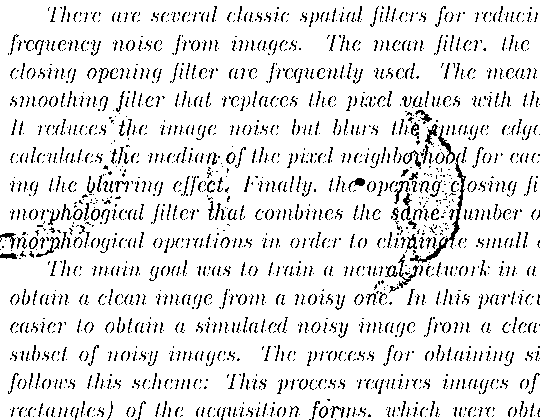 There are several classic spatial filters for reducin
frequency noise from images. The mean filter, the
closing opening filter are frequently used. The mean
smoothing filter that replaces the pixel values with th
It reduces the image noise but blurs the image edge
calculates the median of the pixel neighborhood for eac
ing the blurring effect. Finally, the opening closing fi
morphological filter that combines the same number o
morphological operations in order to eliminate small e
The main goal was to train a neural network in a
obtain a clean image from a noisy one. In this particu
easier to obtain a simulated noisy image from a clea
subset of noisy images. The process for obtaining si
follows this scheme: This process requires images of
rectangles) of the acquisition forms, which were obta